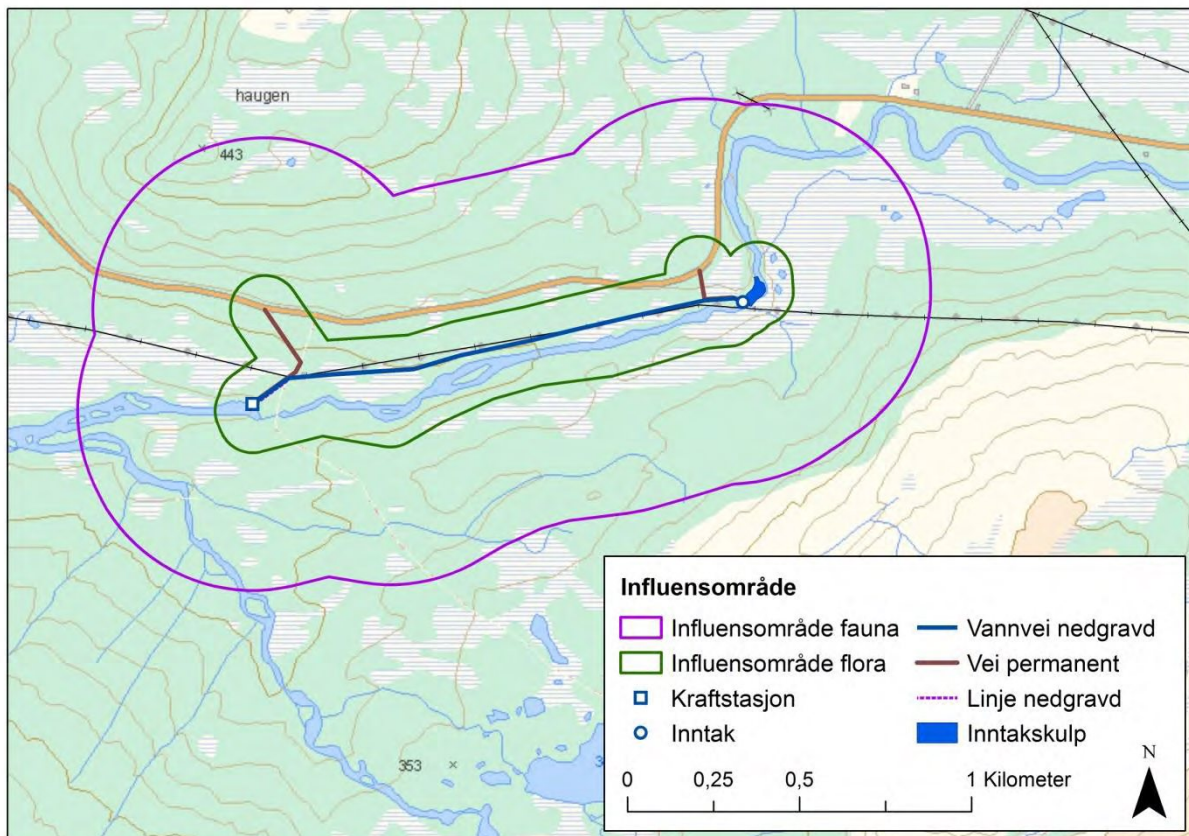 haugen
443
353
3
Influensområde
Influensområde fauna
Influensområde flora
Kraftstasjon
Inntak
Vannvei nedgravd
Vei permanent
Linje nedgravd
Inntakskulp
N
0 0,25 0,5 1 Kilometer